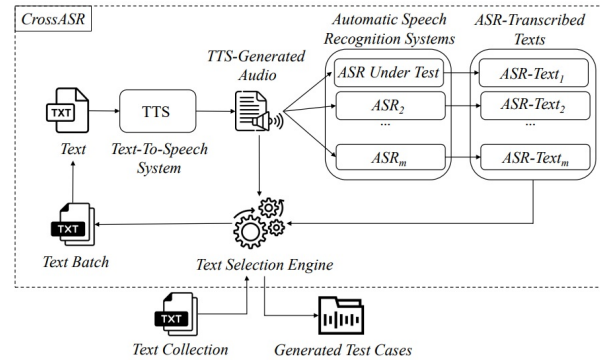 CrossASR
Automatic Speech
Recognition Systems
ASR-Transcribed
Texts
TTS-Generated
Audio
TXT
Text
TTS
Text-To-Speech
System
ASR Under Test
ASR2
...
ASRm
ASR-Text1
ASR-Text2
...
ASR-Textm
TXT
Text Batch
Text Selection Engine
TXT
Text Collection
Generated Test Cases